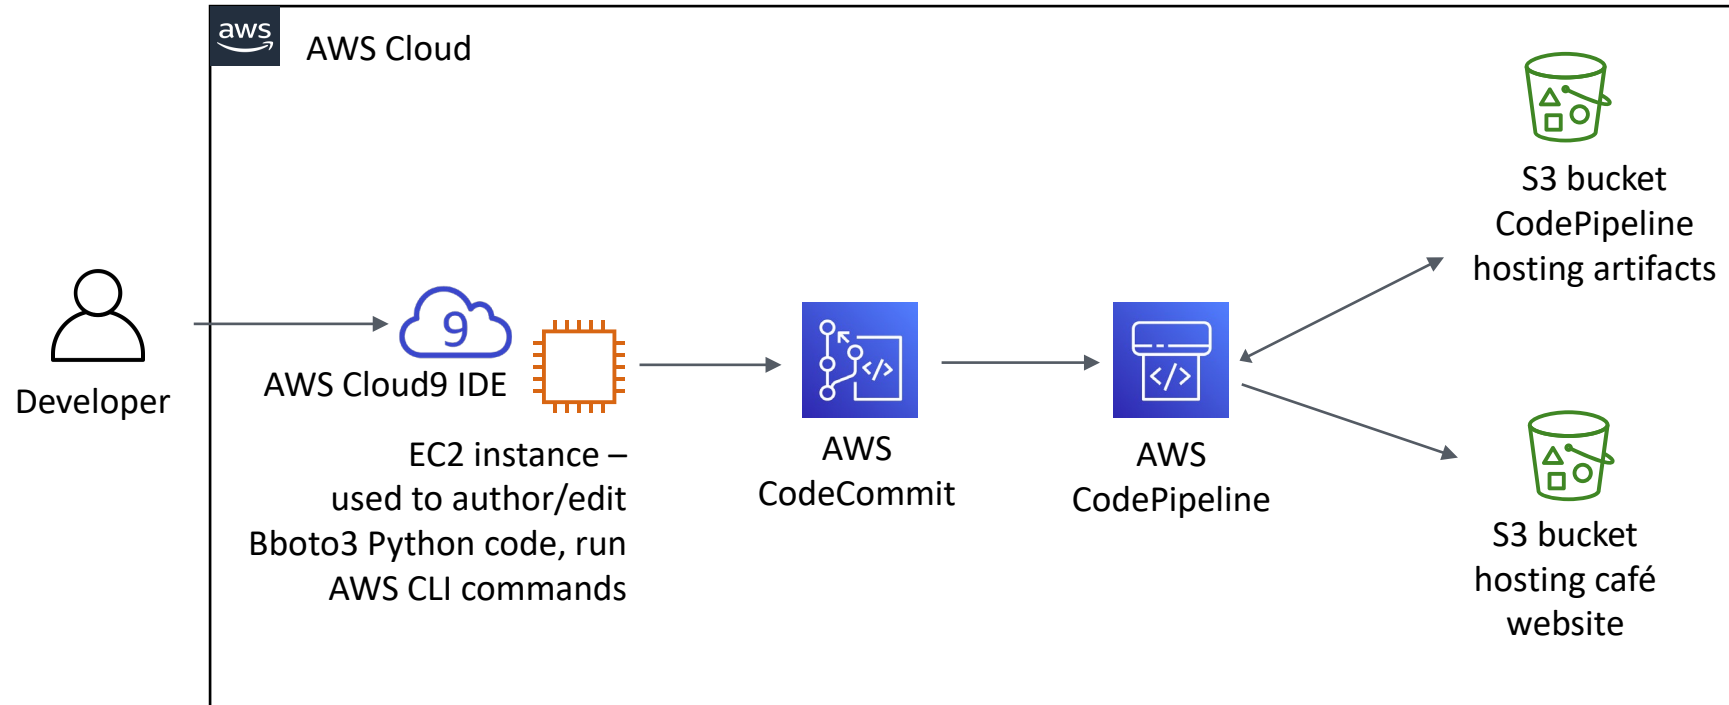 aws
AWS Cloud
Developer
9
AWS Cloud9 IDE
EC2 instance –
used to author/edit
Bboto3 Python code, run
AWS CLI commands
</>
AWS
CodeCommit
</>
AWS
CodePipeline
S3 bucket
CodePipeline
hosting artifacts
S3 bucket
hosting café
website